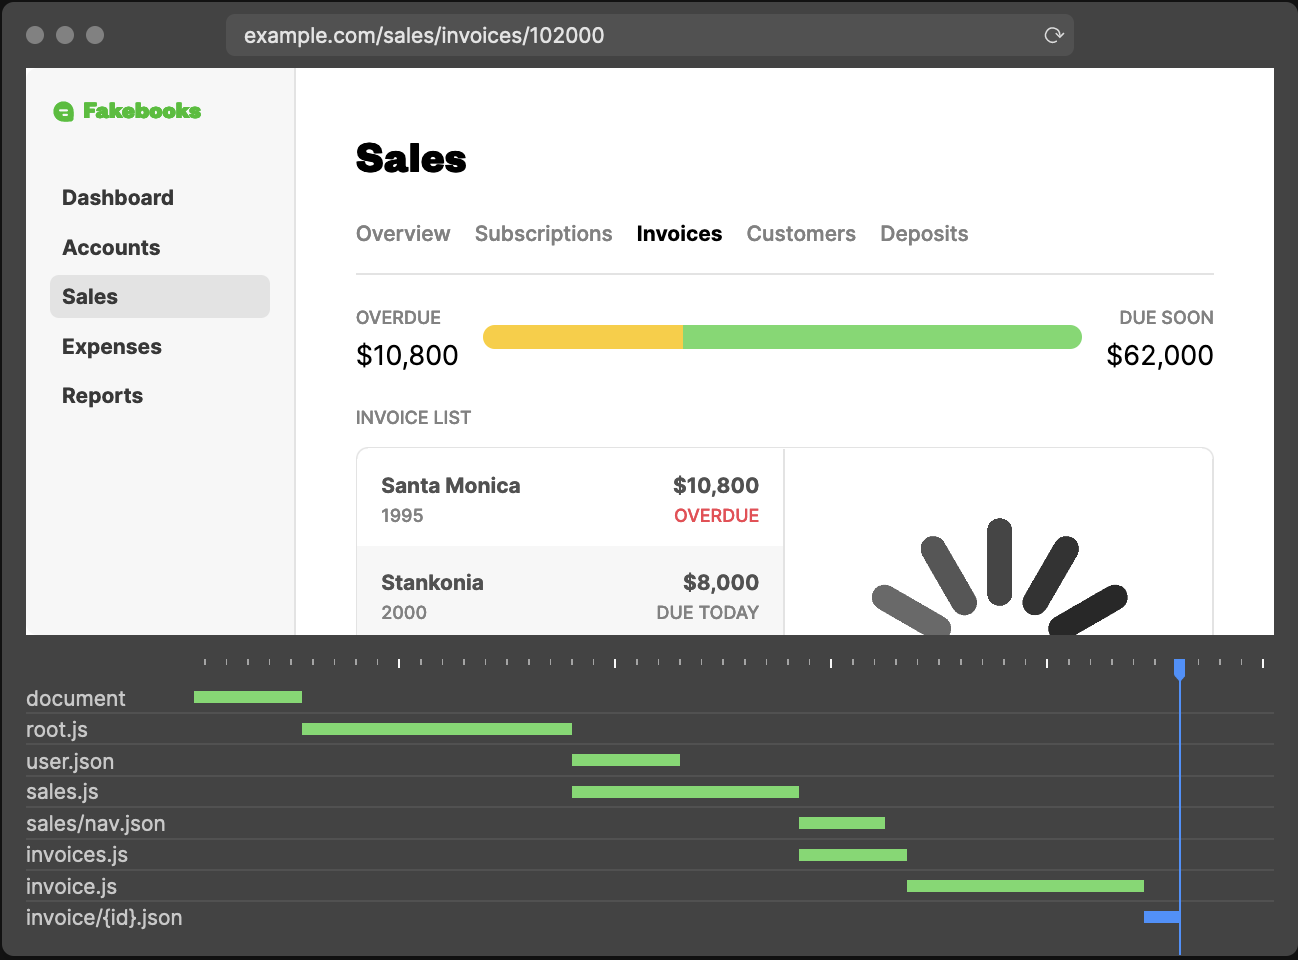 example.com/sales/invoices/102000
Fakebooks
Dashboard
Accounts
Sales
Expenses
Reports
Sales
Overview Subscriptions Invoices Customers Deposits
OVERDUE
$10,800
DUE SOON
$62,000
INVOICE LIST
Santa Monica $10,800
1995 OVERDUE
Stankonia $8,000
2000 DUE TODAY
document
root.js
user.json
sales.js
sales/nav.json
invoices.js
invoice.js
invoice/{id}.json